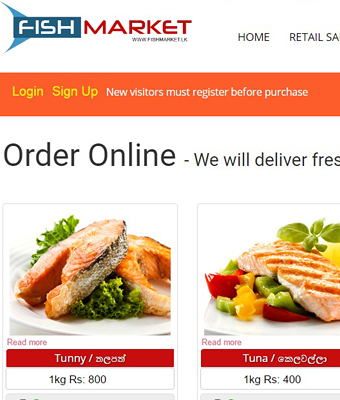 FISH MARKET
WWW.FISHMARKET.LK
HOME RETAIL SA
Login Sign Up New visitors must register before purchase
Order Online - We will deliver fres
Read more Read more
Tunny / තලපත් Tuna / කෙලවල්ලා
1kg Rs: 800 1kg Rs: 400